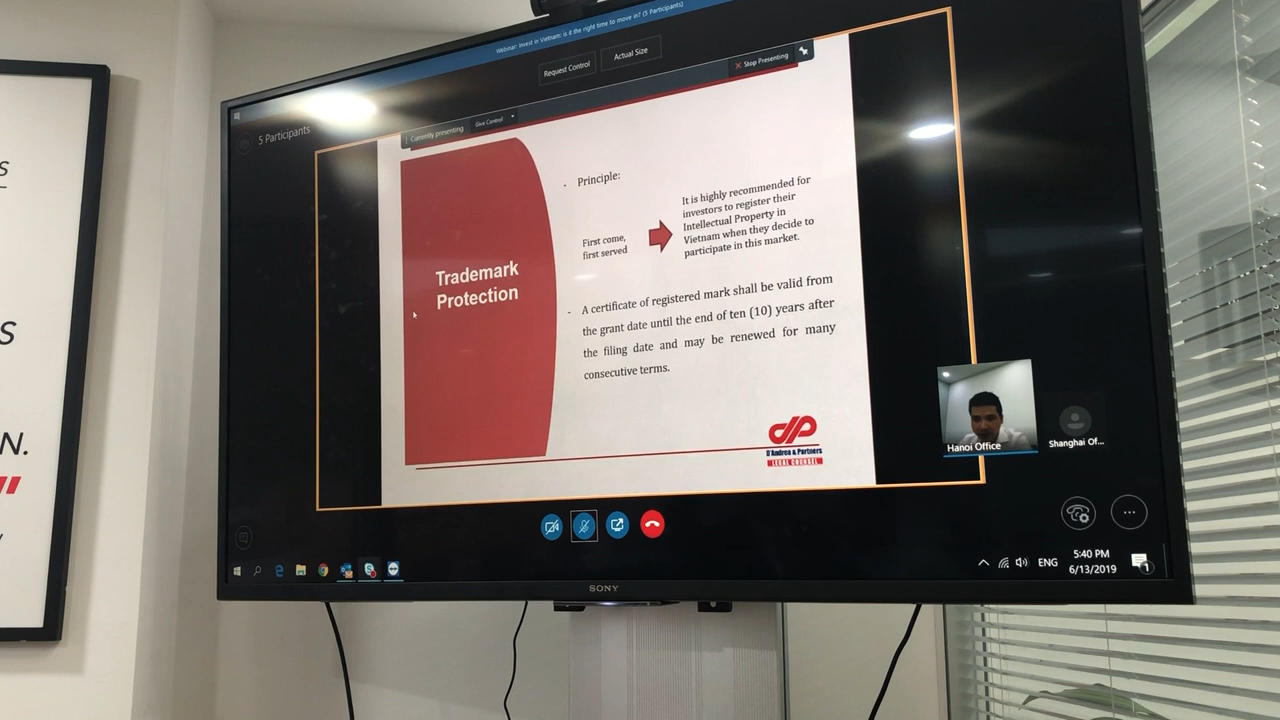 Webinar: Invest in Vietnam: is it the right time to move in? (5 Participants)
Request Control
Actual Size
Stop Presenting
5 Participants
Currently presenting
Give Control
Trademark
Protection
- Principle:
First come,
first served
It is highly recommended for
investors to register their
Intellectual Property in
Vietnam when they decide to
participate in this market.
- A certificate of registered mark shall be valid from
the grant date until the end of ten (10) years after
the filing date and may be renewed for many
consecutive terms.
D'Andrea & Partners
LEGAL COUNSEL
Hanoi Office
Shanghai Of...
ENG
5:40 PM
6/13/2019
1
SONY
S
S
N.